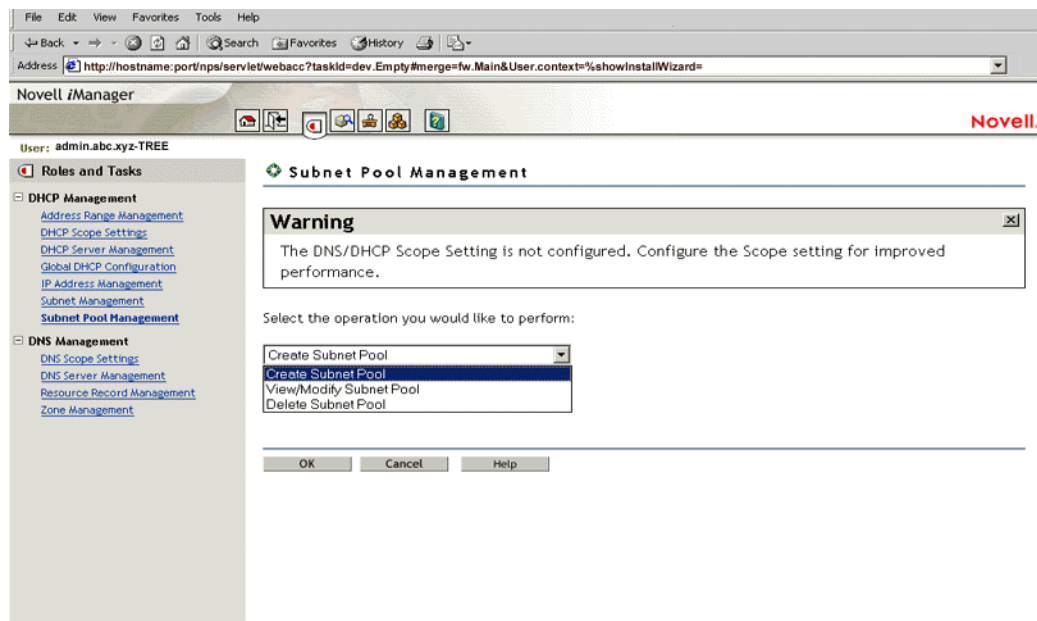 File Edit View Favorites Tools Help
Back Search Favorites History
Address http://hostname:port/nps/servlet/webacc?taskId=dev.Empty#merge=fw.Main&User.context=%showInstallWizard=
Novell iManager
Novell.
User: admin.abc.xyz-TREE
Roles and Tasks
DHCP Management
Address Range Management
DHCP Scope Settings
DHCP Server Management
Global DHCP Configuration
IP Address Management
Subnet Management
Subnet Pool Management
DNS Management
DNS Scope Settings
DNS Server Management
Resource Record Management
Zone Management
Subnet Pool Management
Warning
The DNS/DHCP Scope Setting is not configured. Configure the Scope setting for improved
performance.
Select the operation you would like to perform:
Create Subnet Pool
Create Subnet Pool
View/Modify Subnet Pool
Delete Subnet Pool
OK Cancel Help